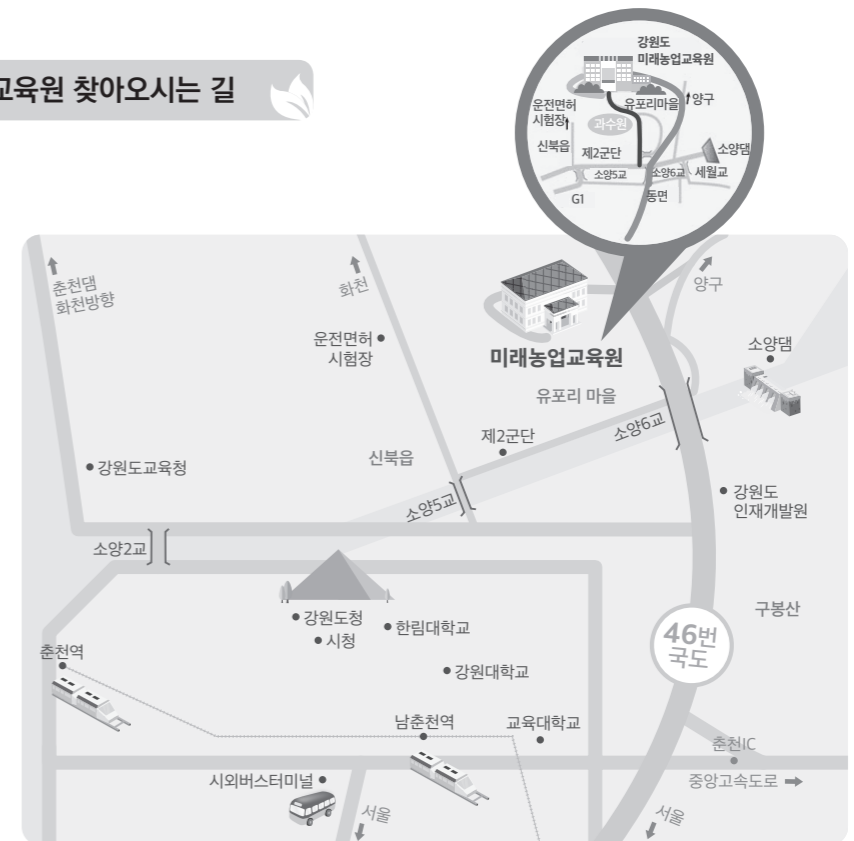 교육원 찾아오시는 길
강원도
미래농업교육원
운전면허
시험장
유포리마을
양구
과수원
신북읍
제2군단
소양댐
소양5교
소양6교
세월교
G1
동면
춘천댐
화천방향
화천
양구
운전면허
시험장
미래농업교육원
소양댐
유포리 마을
제2군단
소양6교
신북읍
강원도교육청
소양5교
강원도
인재개발원
소양2교
구봉산
강원도청
한림대학교
시청
46번
국도
춘천역
강원대학교
남춘천역
교육대학교
춘천IC
시외버스터미널
중앙고속도로
서울
서울